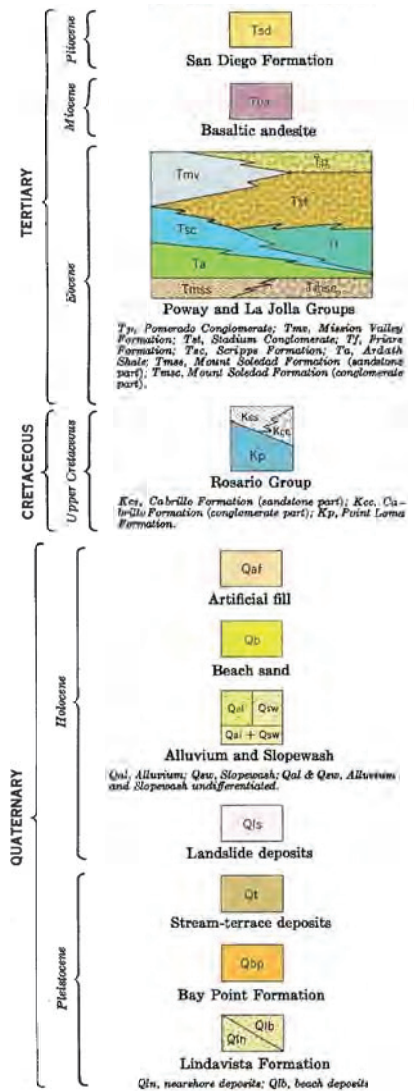 TERTIARY
Pliocene
Tsd
San Diego Formation
Miocene
Basaltic andesite
Eocene
Tmv
Tst
Tsc
Tf
Ta
Tmss
Tmsc
Poway and La Jolla Groups
Tp, Pomerado Conglomerate; Tmv, Mission Valley
Formation; Tst, Stadium Conglomerate; Tf, Friars
Formation; Tsc, Scripps Formation; Ta, Ardath
Shale; Tmss, Mount Soledad Formation (sandstone
part); Tmsc, Mount Soledad Formation (conglomerate
part).
CRETACEOUS
Upper Cretaceous
Kcs
Kcc
Kp
Rosario Group
Kcs, Cabrillo Formation (sandstone part); Kcc, Ca-
brillo Formation (conglomerate part); Kp, Point Loma
Formation.
QUATERNARY
Holocene
Qaf
Artificial fill
Qb
Beach sand
Qal
Qsw
Qal + Qsw
Alluvium and Slopewash
Qal, Alluvium; Qsw, Slopewash; Qal & Qsw, Alluvium
and Slopewash undifferentiated.
Qls
Landslide deposits
Pleistocene
Qt
Stream-terrace deposits
Qbp
Bay Point Formation
Qlb
Qln
Lindavista Formation
Qln, nearshore deposits; Qlb, beach deposits